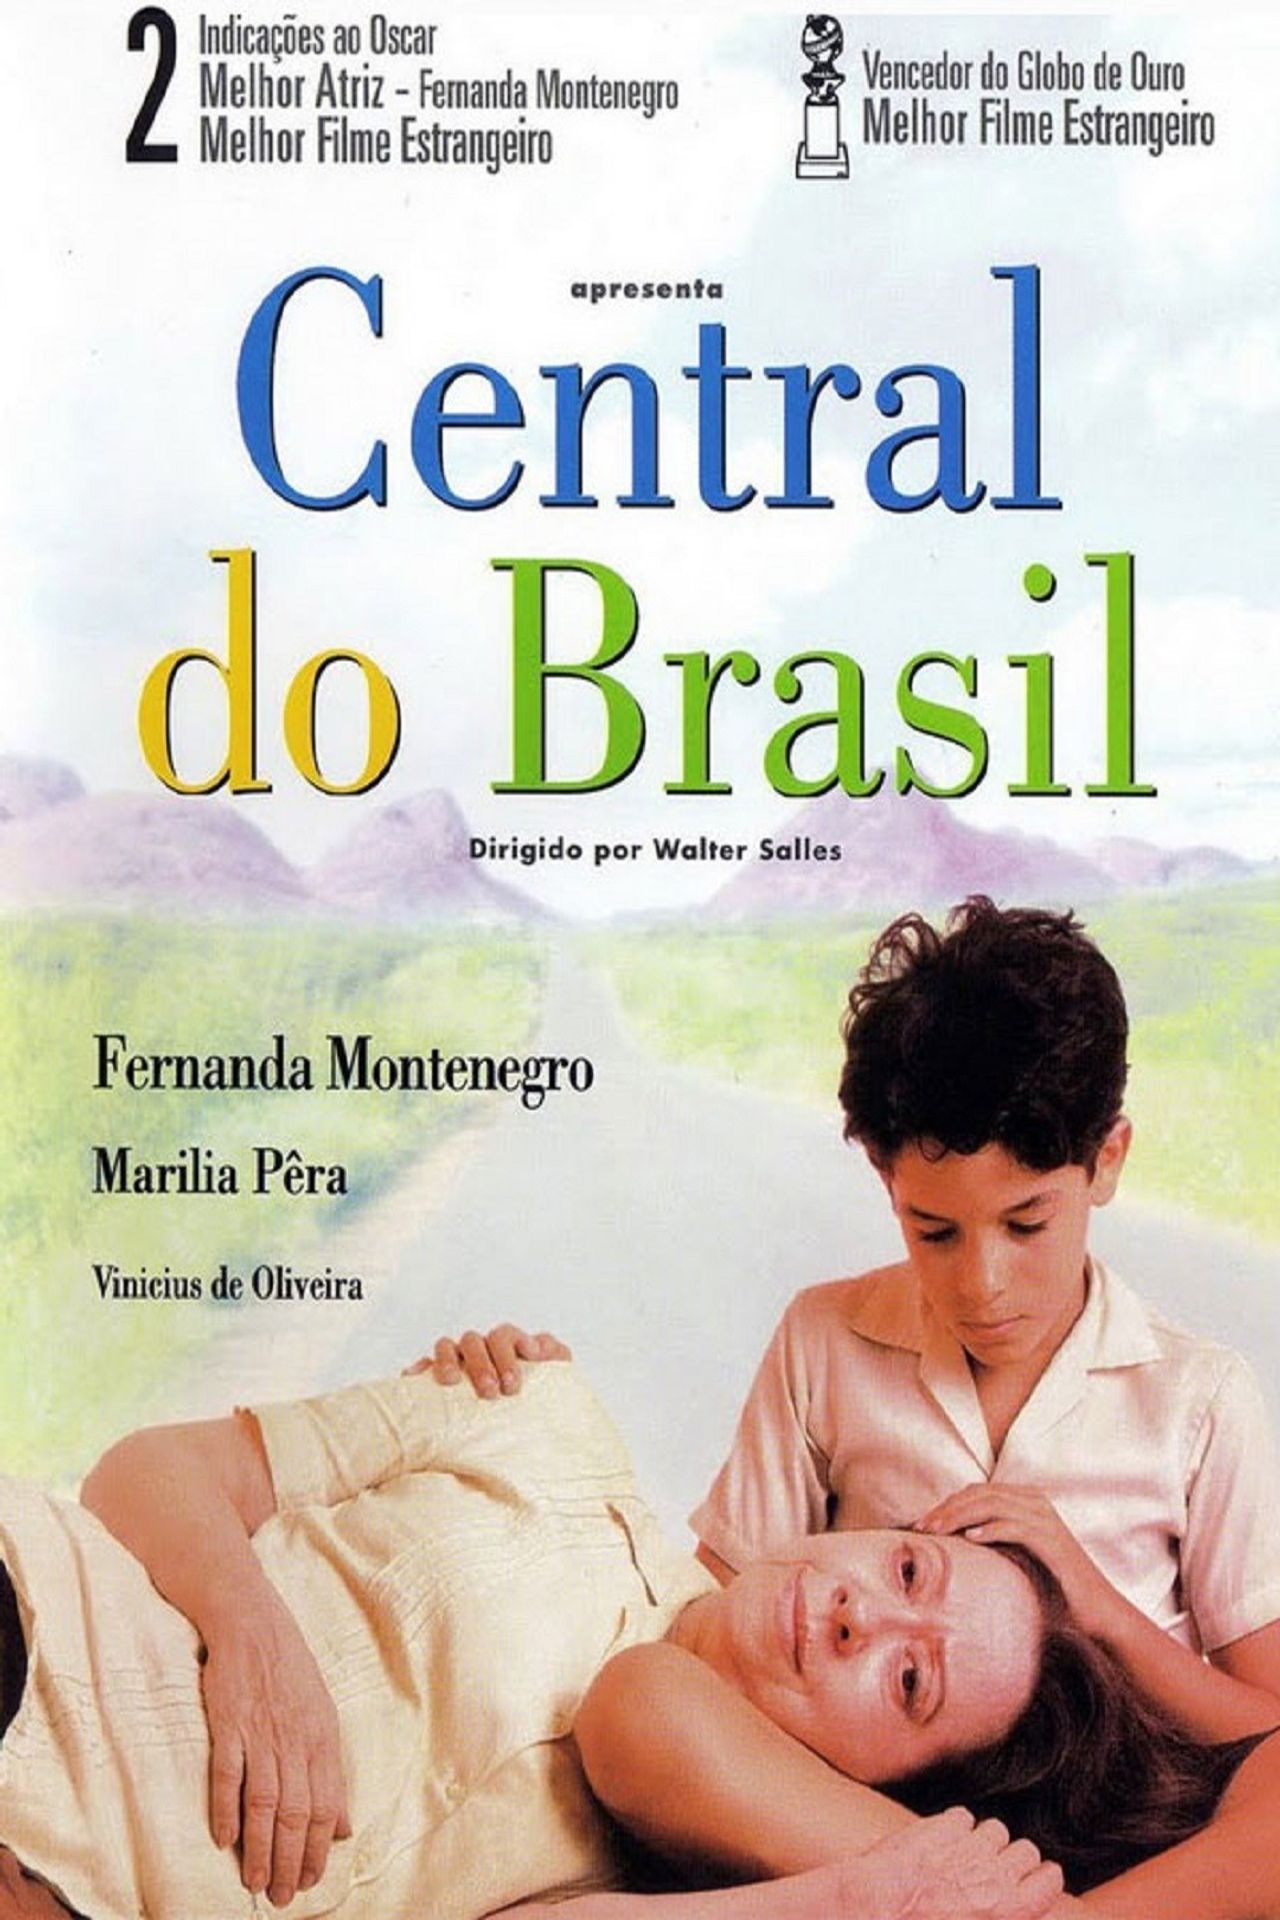 2
Indicações ao Oscar
Melhor Atriz - Fernanda Montenegro
Melhor Filme Estrangeiro
Vencedor do Globo de Ouro
Melhor Filme Estrangeiro
apresenta
Central
do Brasil
Dirigido por Walter Salles
Fernanda Montenegro
Marilia Pêra
Vinicius de Oliveira